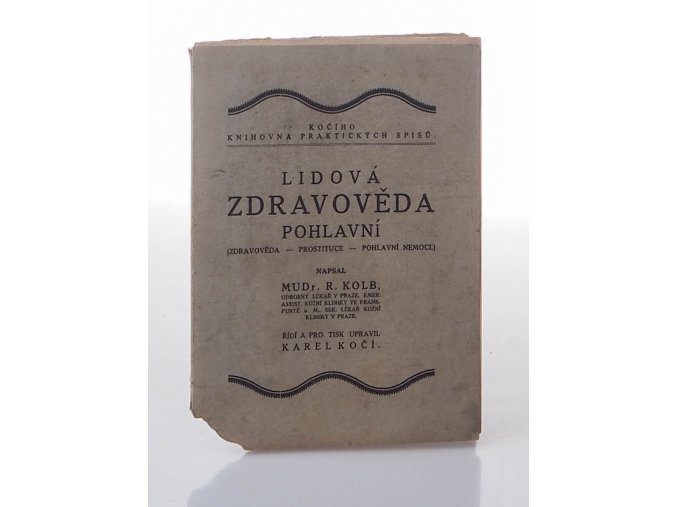 KOČÍHO
KNIHOVNA PRAKTICKÝCH SPISŮ.
LIDOVÁ
ZDRAVOVĚDA
POHLAVNÍ
(ZDRAVOVĚDA — PROSTITUCE — POHLAVNÍ NEMOCI.)
NAPSAL
MUDr. R. KOLB,
ODBORNÝ LÉKAŘ V PRAZE, EMER.
ASSIST. KOŽNÍ KLINIKY VE FRANK-
FURTĚ n. M., SEK. LÉKAŘ KOŽNÍ
KLINIKY V PRAZE.
ŘÍDÍ A PRO TISK UPRAVIL
KAREL KOČÍ.